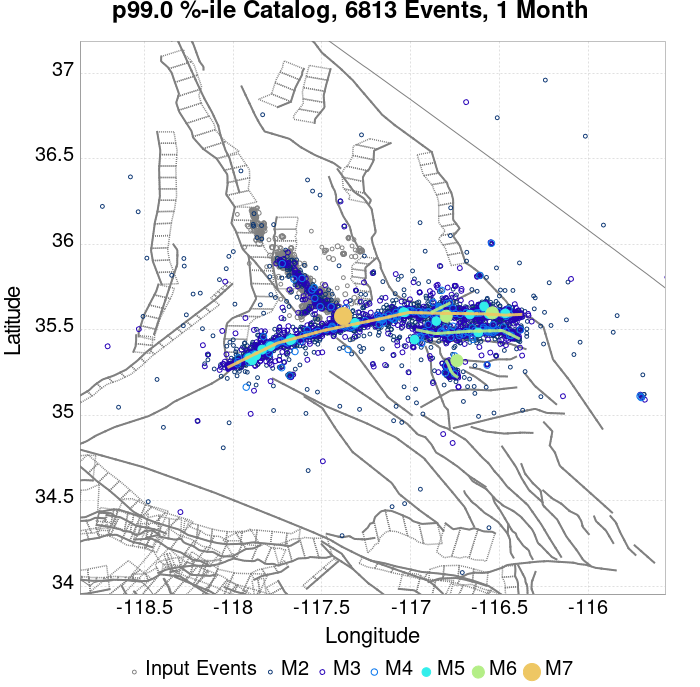 p99.0 %-ile Catalog, 6813 Events, 1 Month
37
36.5
36
35.5
35
34.5
34
Latitude
-118.5 -118 -117.5 -117 -116.5 -116
Longitude
Input Events M2 M3 M4 M5 M6 M7